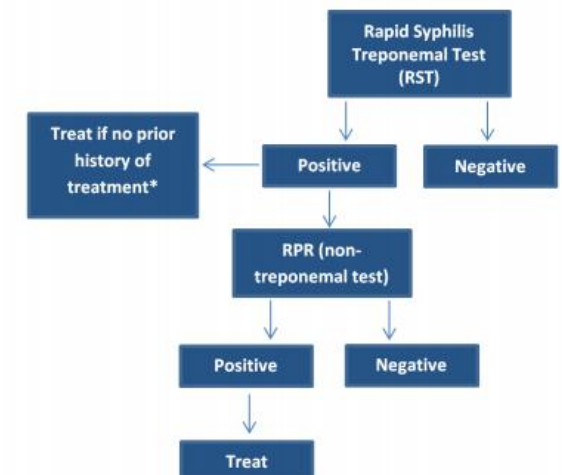 Rapid Syphilis
Treponemal Test
(RST)
Treat if no prior
history of
treatment*
Positive
Negative
RPR (non-
treponemal test)
Positive
Negative
Treat